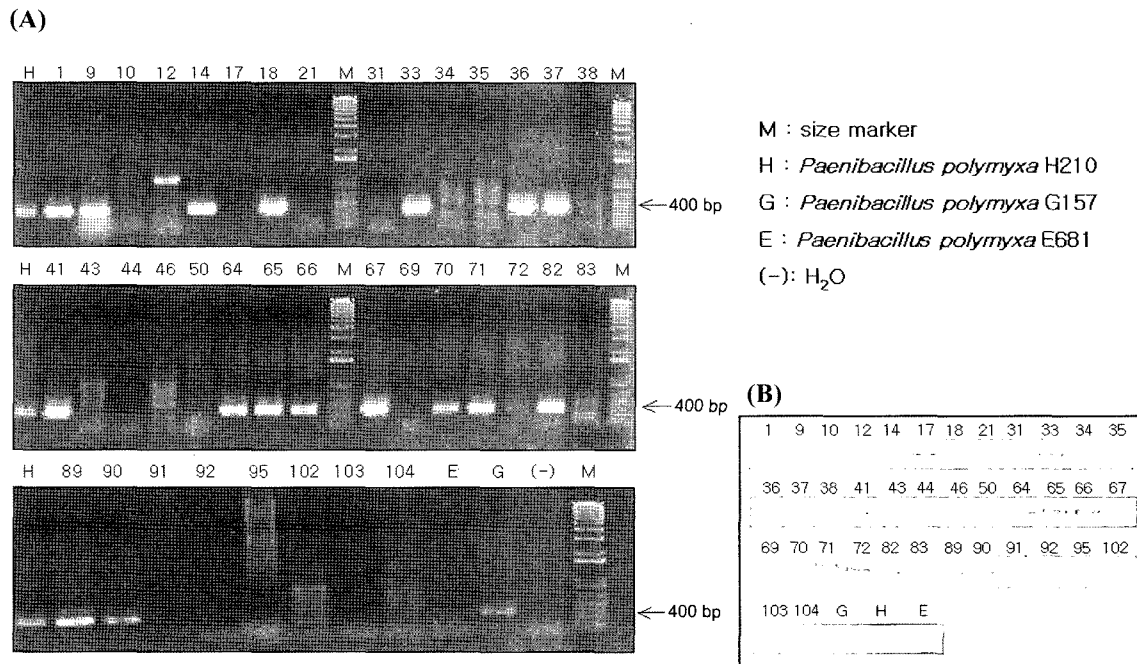 (A)
H 1 9 10 12 14 17 18 21 M 31 33 34 35 36 37 38 M
←400 bp
H 41 43 44 46 50 64 65 66 M 67 69 70 71 72 82 83 M
←400 bp
H 89 90 91 92 95 102 103 104 E G (-) M
←400 bp
M : size marker
H : Paenibacillus polymyxa H210
G : Paenibacillus polymyxa G157
E : Paenibacillus polymyxa E681
(-): H₂O
(B)
1 9 10 12 14 17 18 21 31 33 34 35
36 37 38 41 43 44 46 50 64 65 66 67
69 70 71 72 82 83 89 90 91 92 95 102
103 104 G H E